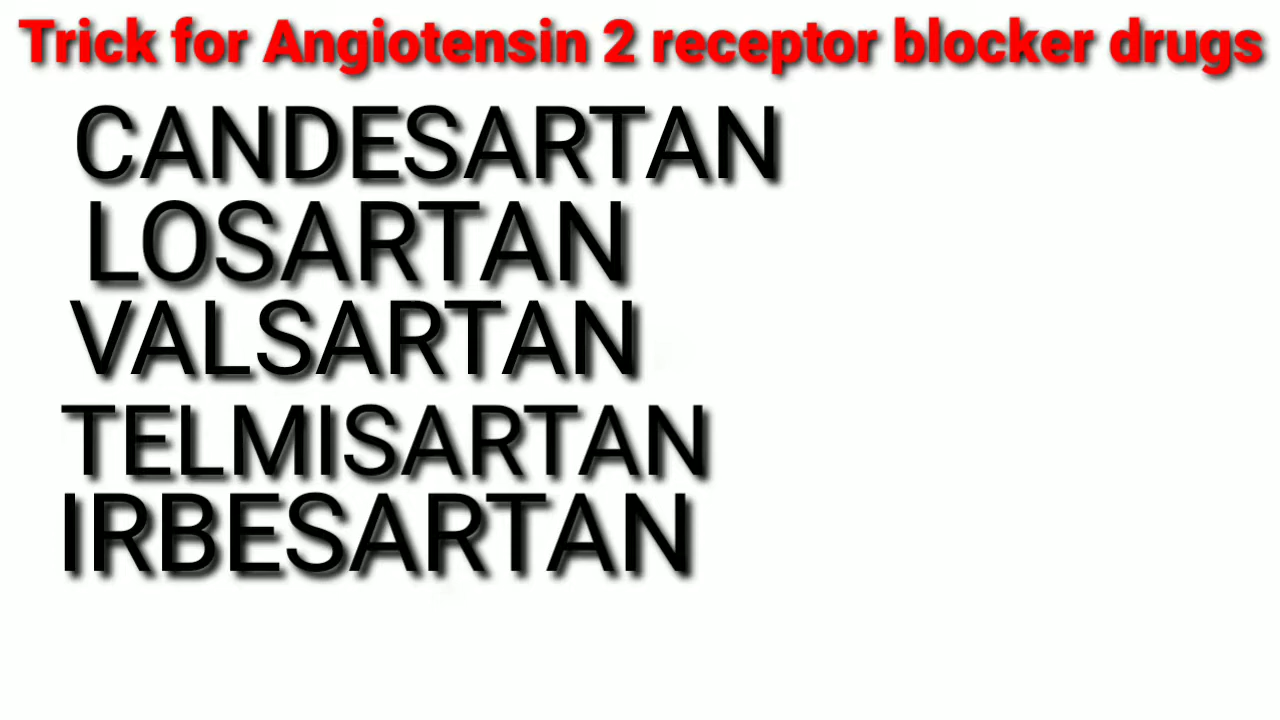 Trick for Angiotensin 2 receptor blocker drugs
CANDESARTAN
LOSARTAN
VALSARTAN
TELMISARTAN
IRBESARTAN